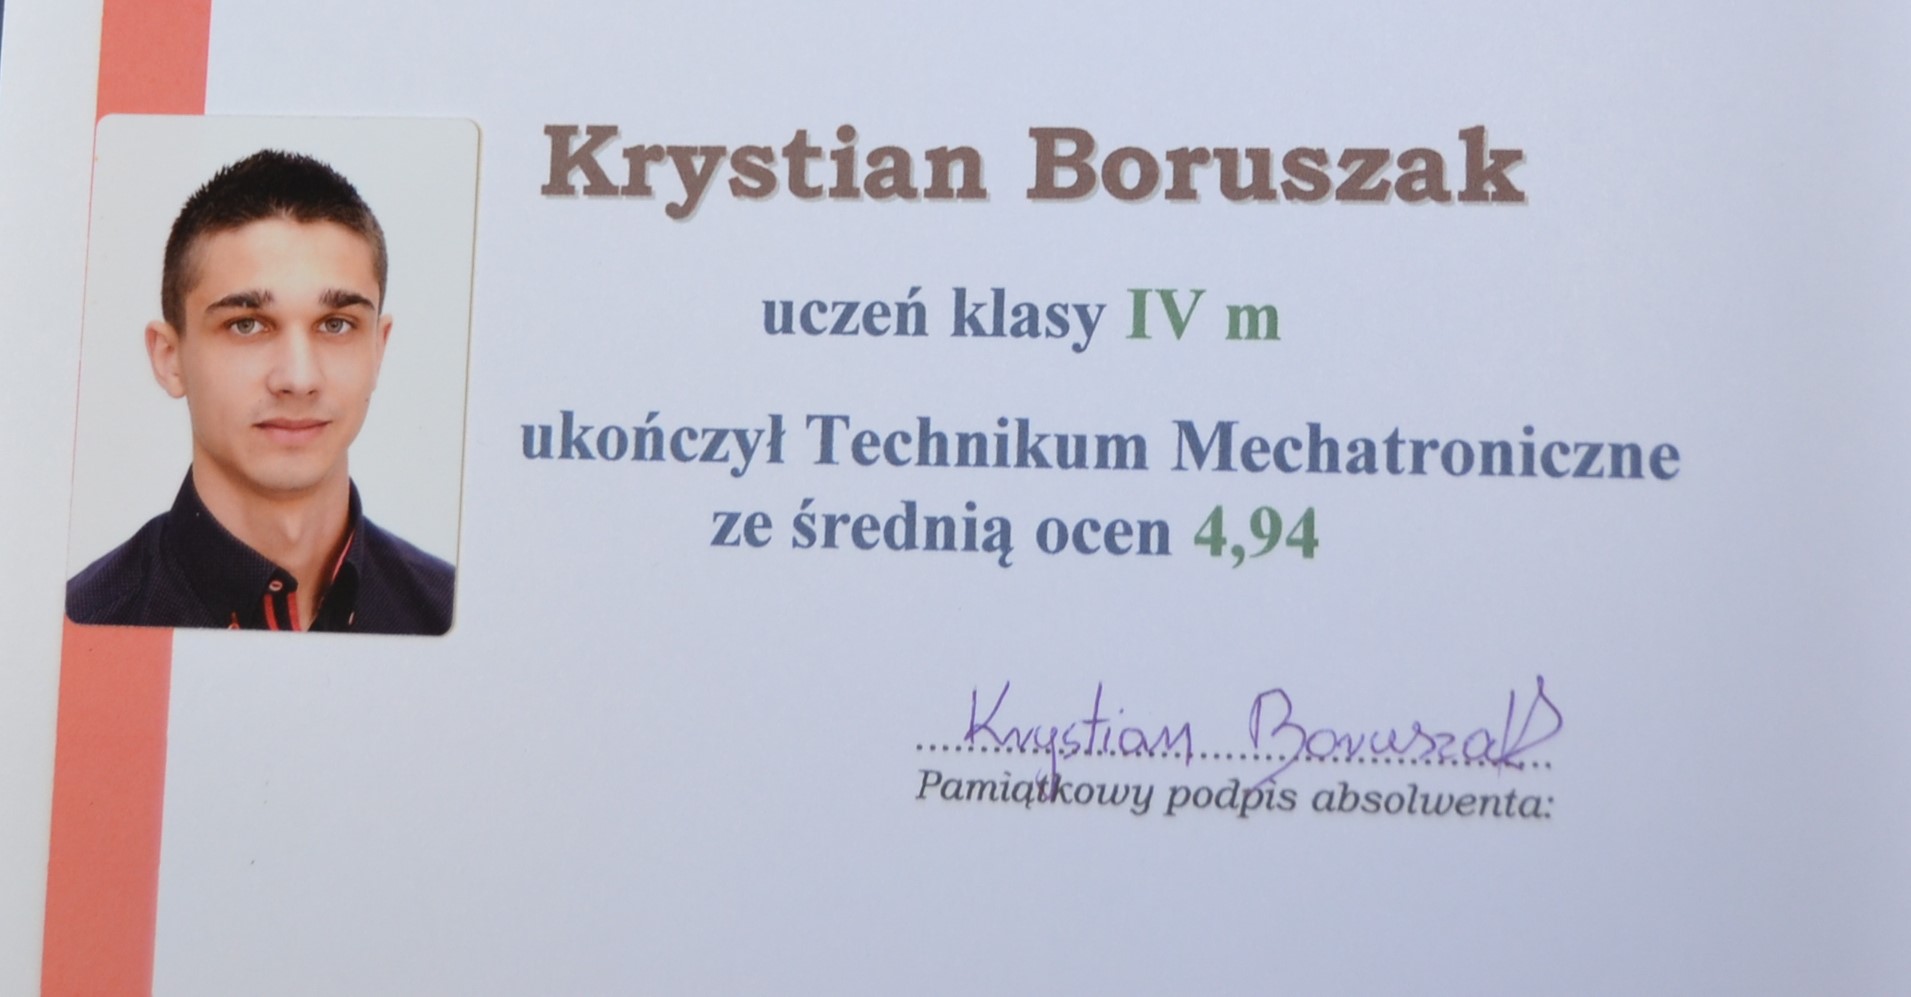 Krystian Boruszak
uczeń klasy IV m
ukończył Technikum Mechatroniczne
ze średnią ocen 4,94
Krystian Boruszak
Pamiątkowy podpis absolwenta: